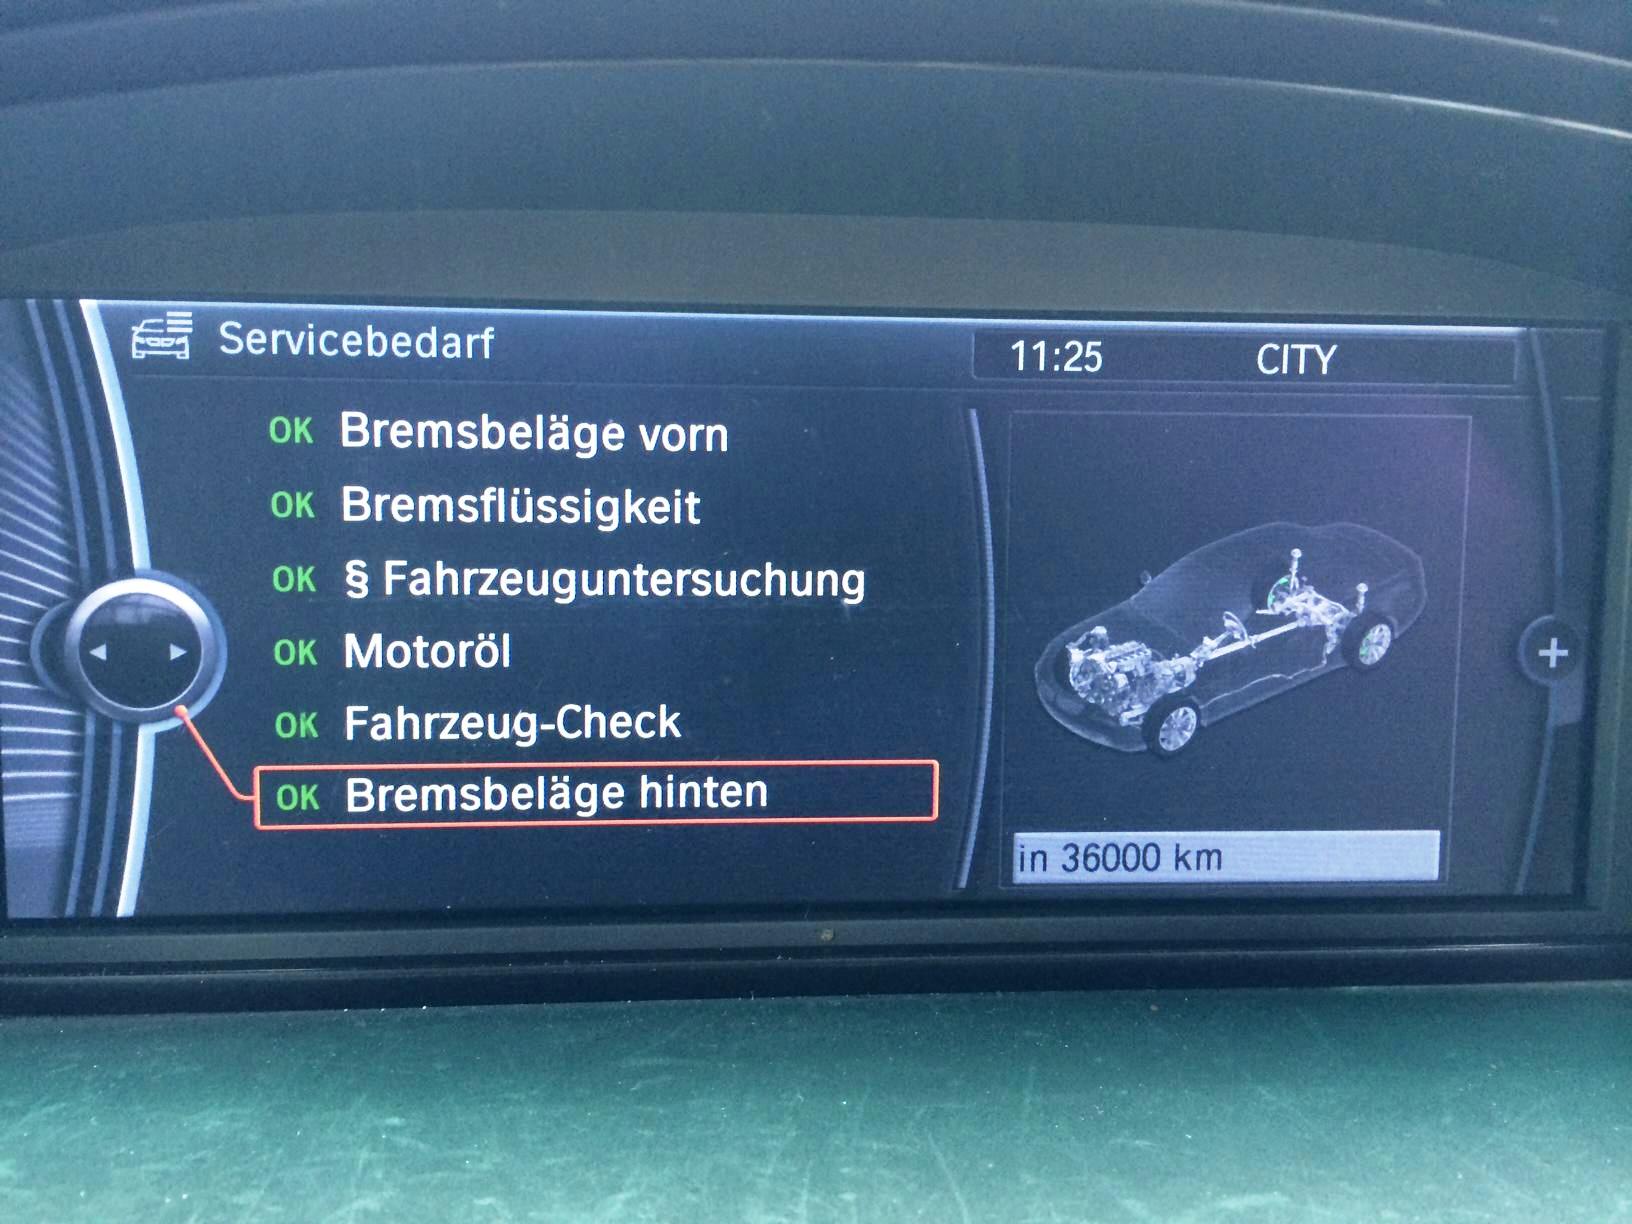 Servicebedarf
11:25 CITY
OK Bremsbeläge vorn
OK Bremsflüssigkeit
OK § Fahrzeuguntersuchung
OK Motoröl
OK Fahrzeug-Check
OK Bremsbeläge hinten
in 36000 km